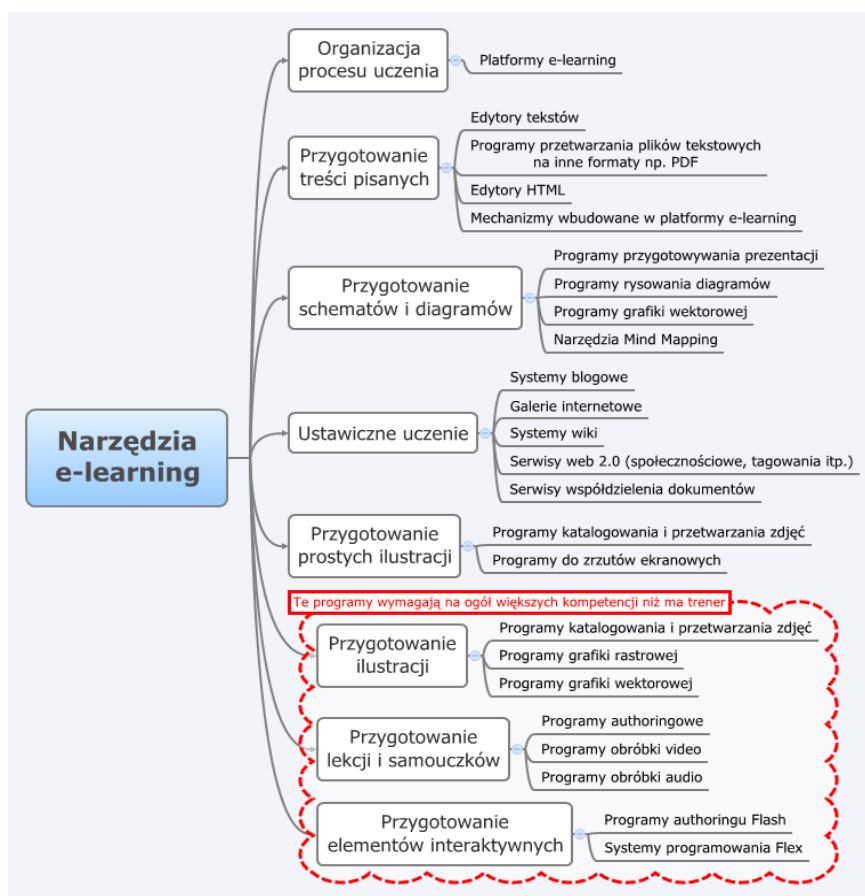 Narzędzia
e-learning
Organizacja
procesu uczenia
Platformy e-learning
Przygotowanie
treści pisanych
Edytory tekstów
Programy przetwarzania plików tekstowych
na inne formaty np. PDF
Edytory HTML
Mechanizmy wbudowane w platformy e-learning
Przygotowanie
schematów i diagramów
Programy przygotowywania prezentacji
Programy rysowania diagramów
Programy grafiki wektorowej
Narzędzia Mind Mapping
Ustawiczne uczenie
Systemy blogowe
Galerie internetowe
Systemy wiki
Serwisy web 2.0 (społecznościowe, tagowania itp.)
Serwisy współdzielenia dokumentów
Przygotowanie
prostych ilustracji
Programy katalogowania i przetwarzania zdjęć
Programy do zrzutów ekranowych
Te programy wymagają na ogół większych kompetencji niż ma trener
Przygotowanie
ilustracji
Programy katalogowania i przetwarzania zdjęć
Programy grafiki rastrowej
Programy grafiki wektorowej
Przygotowanie
lekcji i samouczków
Programy authoringowe
Programy obróbki video
Programy obróbki audio
Przygotowanie
elementów interaktywnych
Programy authoringu Flash
Systemy programowania Flex